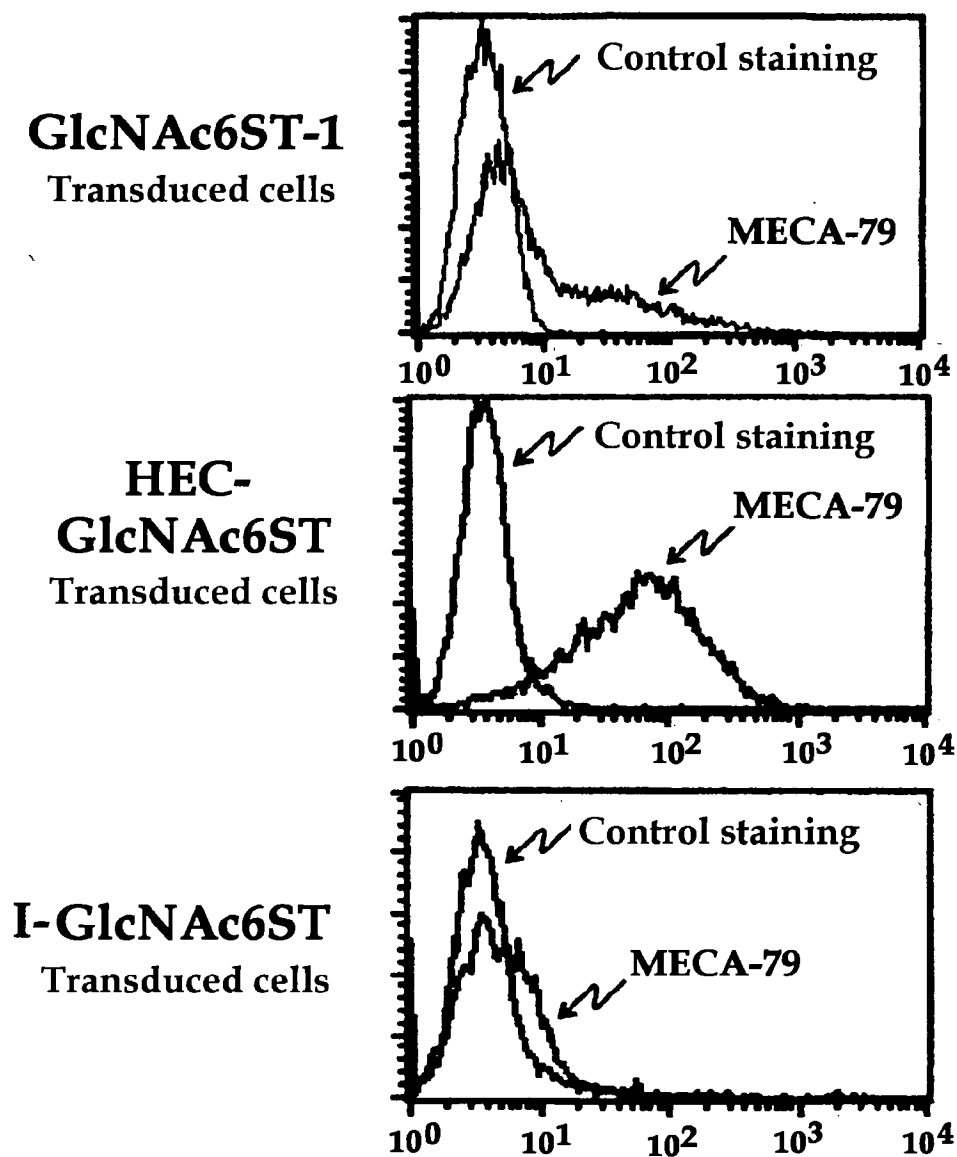 GlcNAc6ST-1
Transduced cells
Control staining
MECA-79
10⁰ 10¹ 10² 10³ 10⁴
HEC-
GlcNAc6ST
Transduced cells
Control staining
MECA-79
10⁰ 10¹ 10² 10³ 10⁴
I-GlcNAc6ST
Transduced cells
Control staining
MECA-79
10⁰ 10¹ 10² 10³ 10⁴